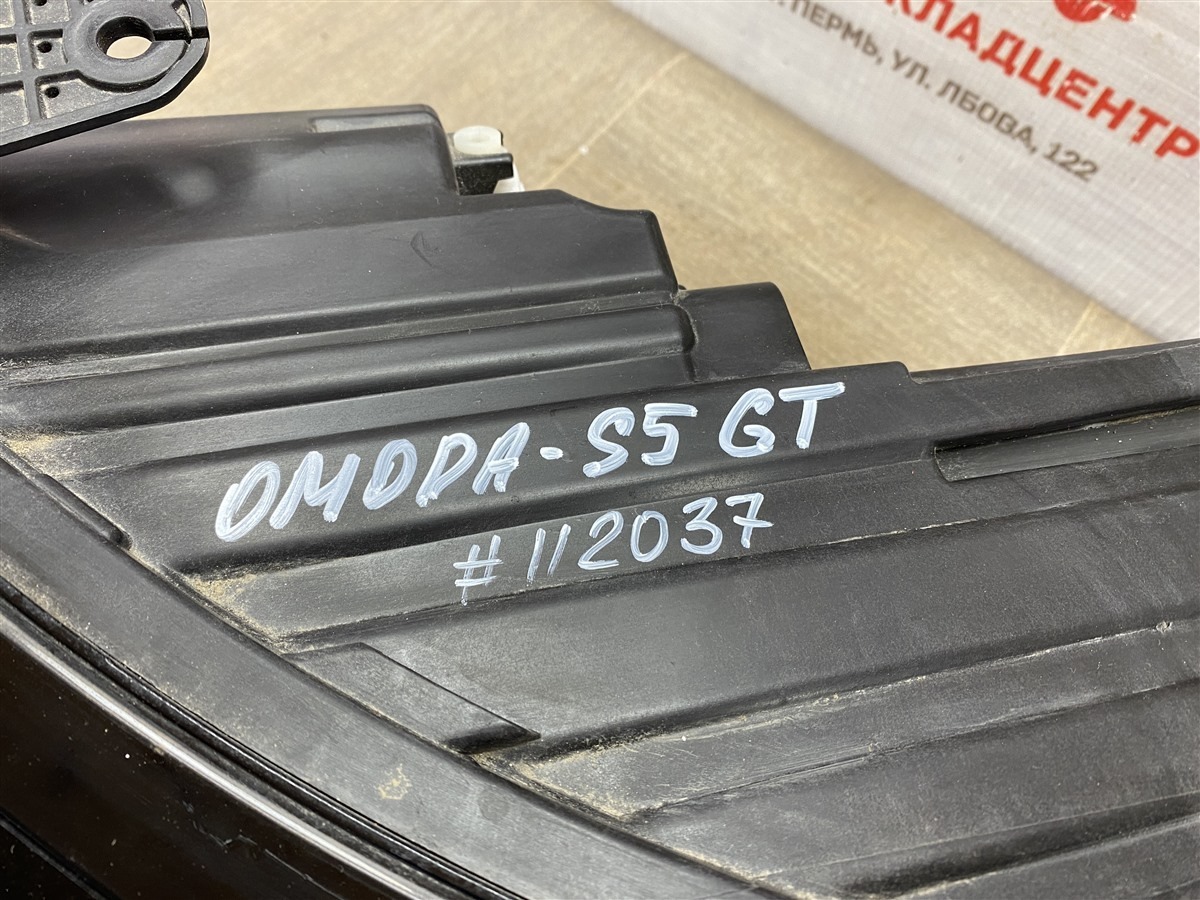 КЛАДЦЕНТР
ПЕРМЬ, УЛ. ЛБОВА, 122
OMODA-S5 GT
#112037